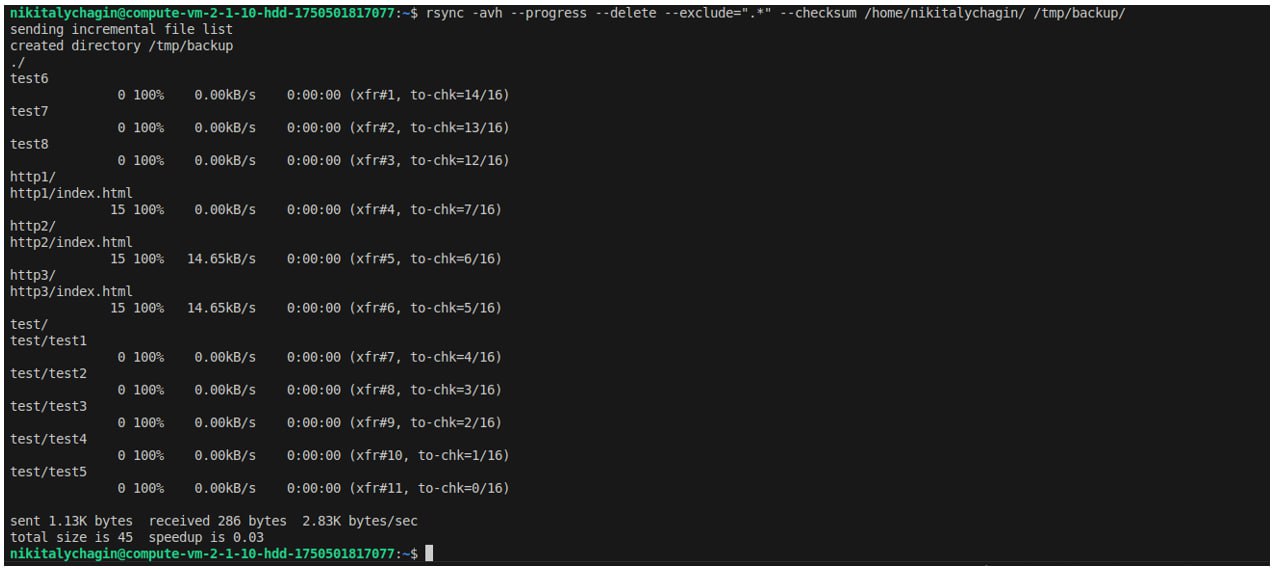 nikitalychagin@compute-vm-2-1-10-hdd-1750501817077:~$ rsync -avh --progress --delete --exclude=".*" --checksum /home/nikitalychagin/ /tmp/backup/
sending incremental file list
created directory /tmp/backup
./
test6
              0 100%    0.00kB/s    0:00:00 (xfr#1, to-chk=14/16)
test7
              0 100%    0.00kB/s    0:00:00 (xfr#2, to-chk=13/16)
test8
              0 100%    0.00kB/s    0:00:00 (xfr#3, to-chk=12/16)
http1/
http1/index.html
             15 100%    0.00kB/s    0:00:00 (xfr#4, to-chk=7/16)
http2/
http2/index.html
             15 100%   14.65kB/s    0:00:00 (xfr#5, to-chk=6/16)
http3/
http3/index.html
             15 100%   14.65kB/s    0:00:00 (xfr#6, to-chk=5/16)
test/
test/test1
              0 100%    0.00kB/s    0:00:00 (xfr#7, to-chk=4/16)
test/test2
              0 100%    0.00kB/s    0:00:00 (xfr#8, to-chk=3/16)
test/test3
              0 100%    0.00kB/s    0:00:00 (xfr#9, to-chk=2/16)
test/test4
              0 100%    0.00kB/s    0:00:00 (xfr#10, to-chk=1/16)
test/test5
              0 100%    0.00kB/s    0:00:00 (xfr#11, to-chk=0/16)

sent 1.13K bytes  received 286 bytes  2.83K bytes/sec
total size is 45  speedup is 0.03
nikitalychagin@compute-vm-2-1-10-hdd-1750501817077:~$